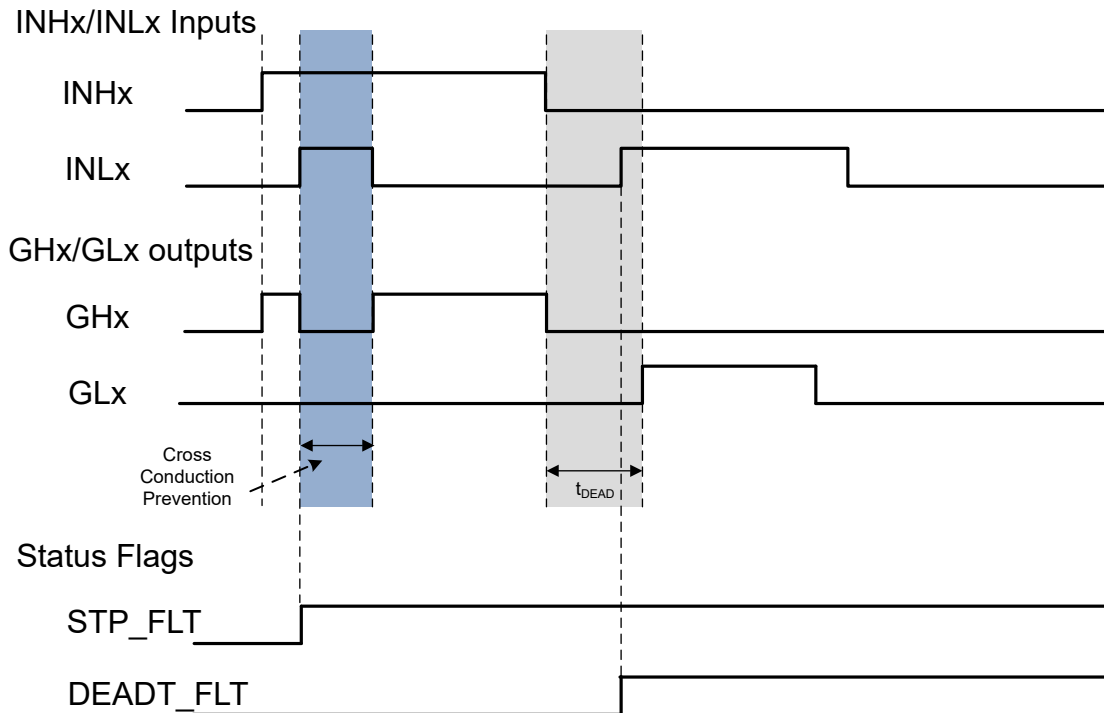 INHx/INLx Inputs
INHx
INLx
GHx/GLx outputs
GHx
GLx
Cross
Conduction
Prevention
tDEAD
Status Flags
STP_FLT
DEADT_FLT